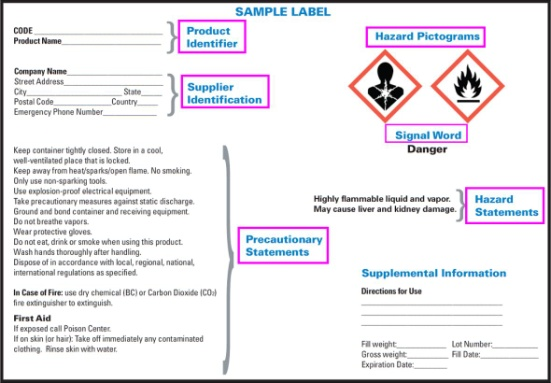 SAMPLE LABEL
CODE
Product Name
Product
Identifier
Company Name
Street Address
City State
Postal Code Country
Emergency Phone Number
Supplier
Identification
Keep container tightly closed. Store in a cool,
well-ventilated place that is locked.
Keep away from heat/sparks/open flame. No smoking.
Only use non-sparking tools.
Use explosion-proof electrical equipment.
Take precautionary measures against static discharge.
Ground and bond container and receiving equipment.
Do not breathe vapors.
Wear protective gloves.
Do not eat, drink or smoke when using this product.
Wash hands thoroughly after handling.
Dispose of in accordance with local, regional, national,
international regulations as specified.
In Case of Fire: use dry chemical (BC) or Carbon Dioxide (CO₂)
fire extinguisher to extinguish.
First Aid
If exposed call Poison Center.
If on skin (or hair): Take off immediately any contaminated
clothing. Rinse skin with water.
Precautionary
Statements
Hazard Pictograms
Signal Word
Danger
Highly flammable liquid and vapor.
May cause liver and kidney damage.
Hazard
Statements
Supplemental Information
Directions for Use
Fill weight: Lot Number:
Gross weight: Fill Date:
Expiration Date: